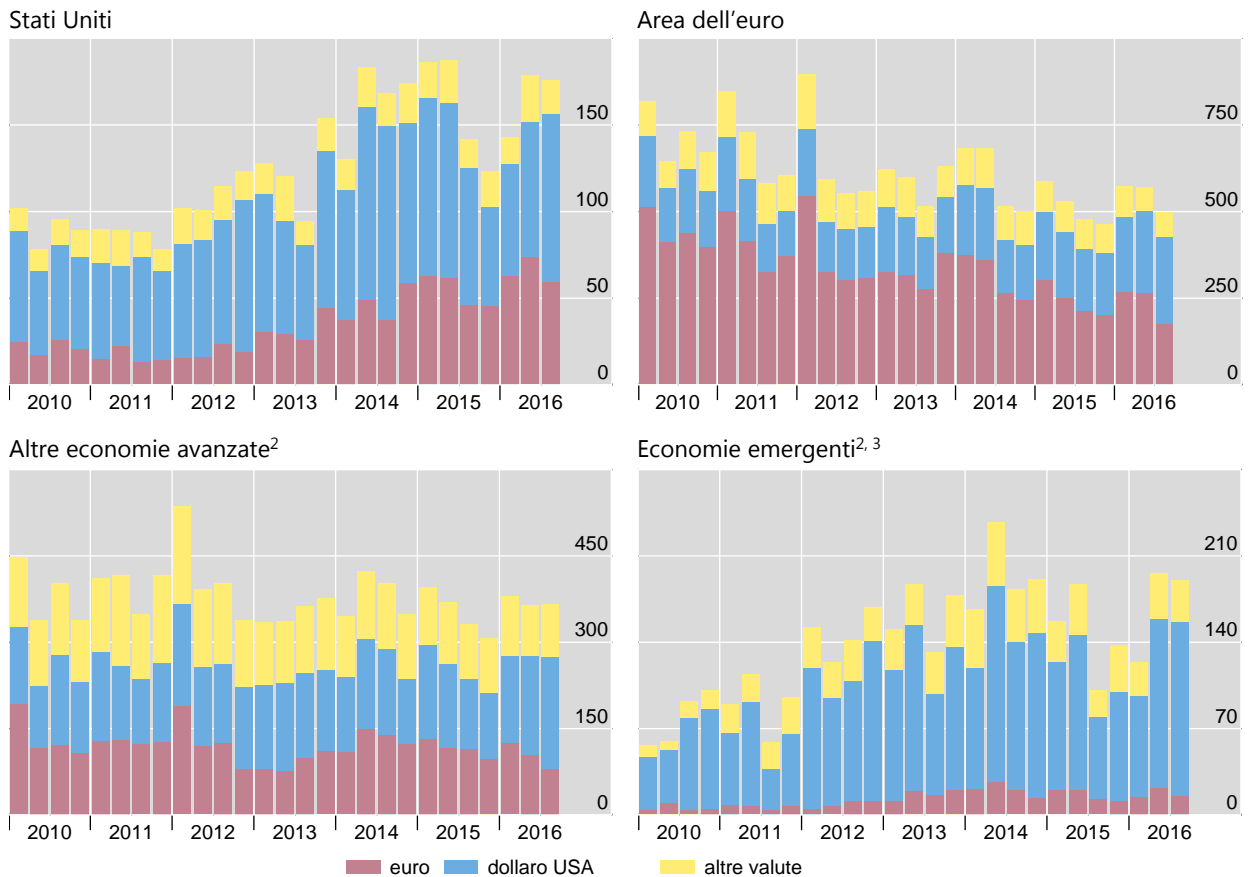 Stati Uniti
150
100
50
0
2010 2011 2012 2013 2014 2015 2016
Area dell'euro
750
500
250
0
2010 2011 2012 2013 2014 2015 2016
Altre economie avanzate²
450
300
150
0
2010 2011 2012 2013 2014 2015 2016
Economie emergenti²˒ ³
210
140
70
0
2010 2011 2012 2013 2014 2015 2016
euro dollaro USA altre valute